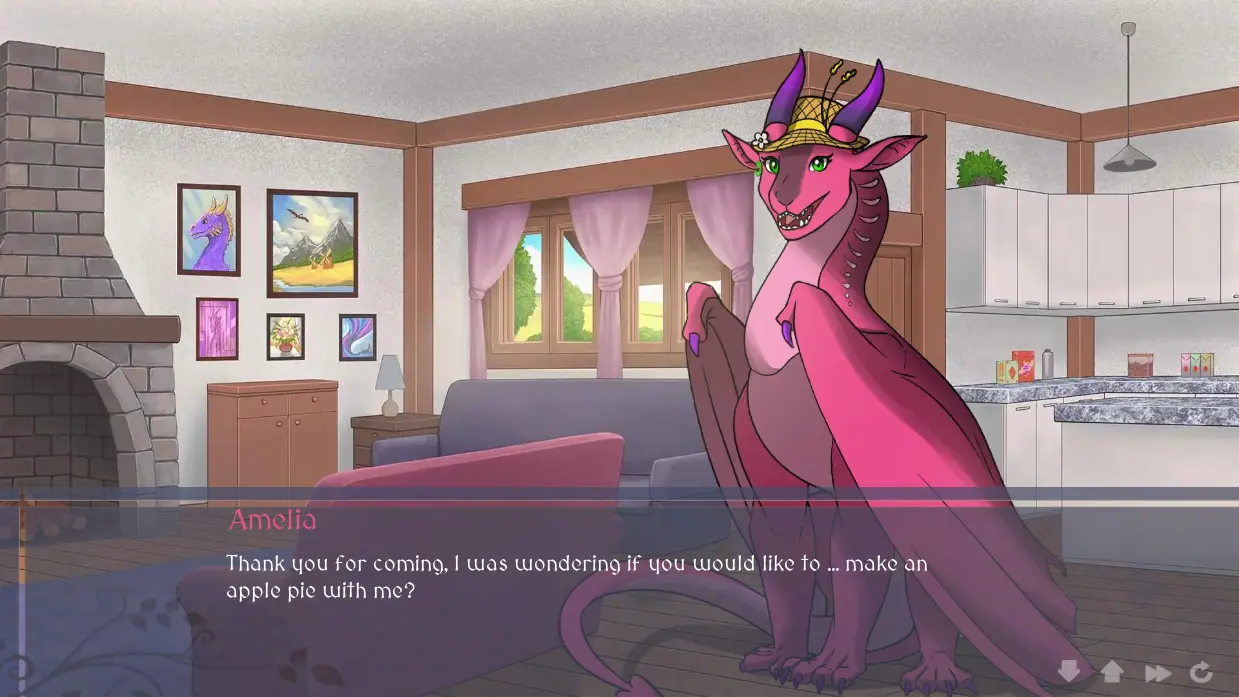 Amelia
Thank you for coming, I was wondering if you would like to ... make an
apple pie with me?